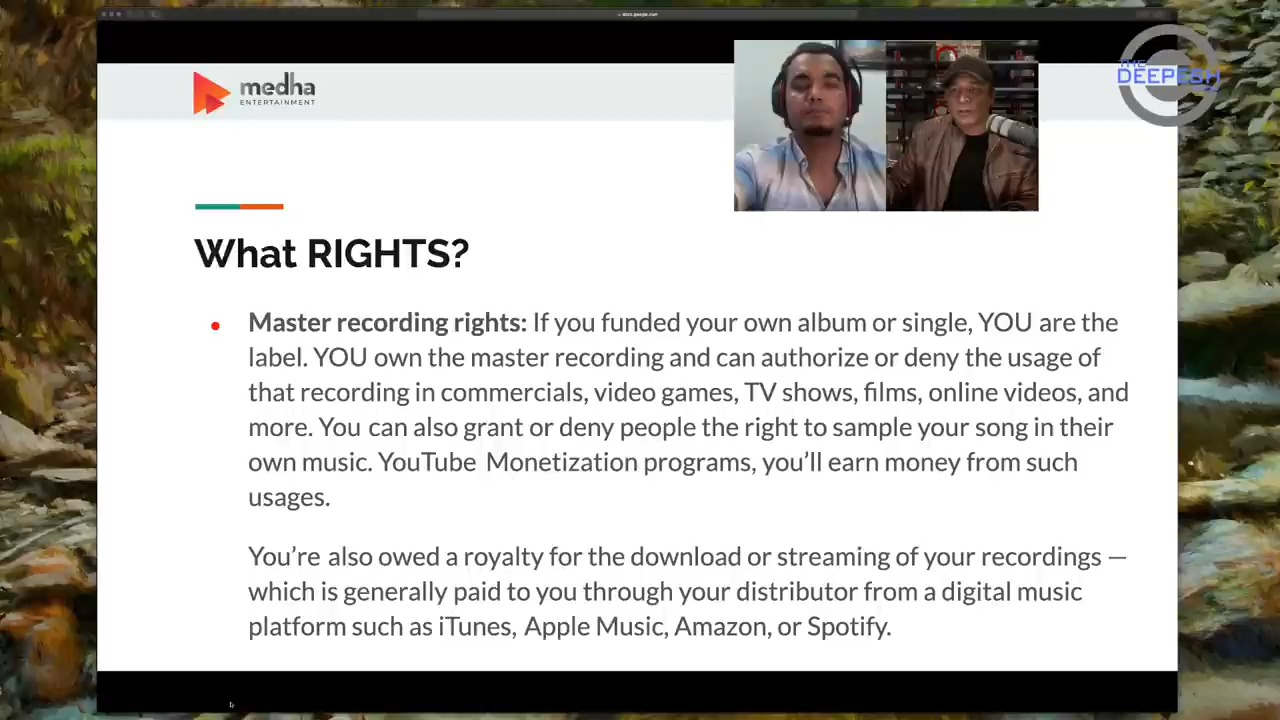 docs.google.com
medha
ENTERTAINMENT
THE
DEEPESH
What RIGHTS?
Master recording rights: If you funded your own album or single, YOU are the
label. YOU own the master recording and can authorize or deny the usage of
that recording in commercials, video games, TV shows, films, online videos, and
more. You can also grant or deny people the right to sample your song in their
own music. YouTube Monetization programs, you’ll earn money from such
usages.
You’re also owed a royalty for the download or streaming of your recordings —
which is generally paid to you through your distributor from a digital music
platform such as iTunes, Apple Music, Amazon, or Spotify.